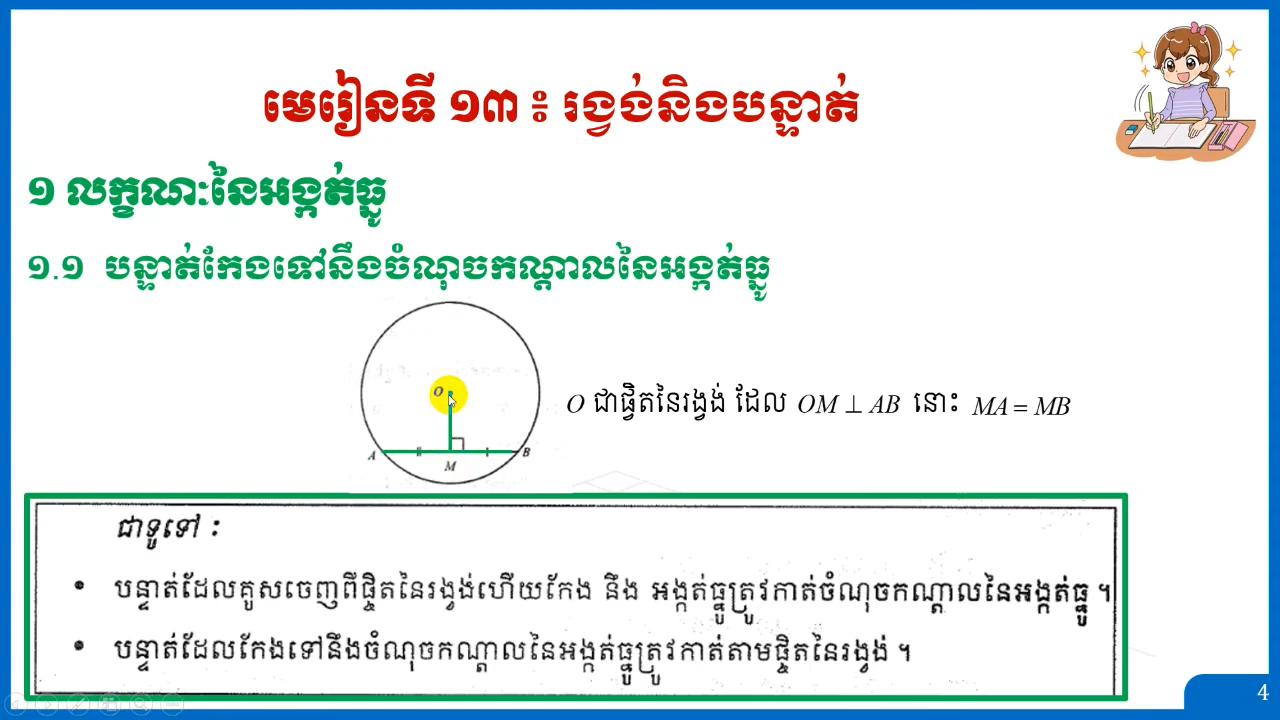 មេរៀនទី ១៣ ៖ រង្វង់និងបន្ទាត់
១ លក្ខណៈនៃអង្កត់ធ្នូ
១.១ បន្ទាត់កែងទៅនឹងចំណុចកណ្តាលនៃអង្កត់ធ្នូ
O
A
M
B
O ជាផ្ចិតនៃរង្វង់ ដែល OM ⊥ AB នោះ MA = MB
ជាទូទៅ ៖
• បន្ទាត់ដែលគូសចេញពីផ្ចិតនៃរង្វង់ហើយកែង នឹង អង្កត់ធ្នូត្រូវកាត់ចំណុចកណ្តាលនៃអង្កត់ធ្នូ ។
• បន្ទាត់ដែលកែងទៅនឹងចំណុចកណ្តាលនៃអង្កត់ធ្នូត្រូវកាត់តាមផ្ចិតនៃរង្វង់ ។
4